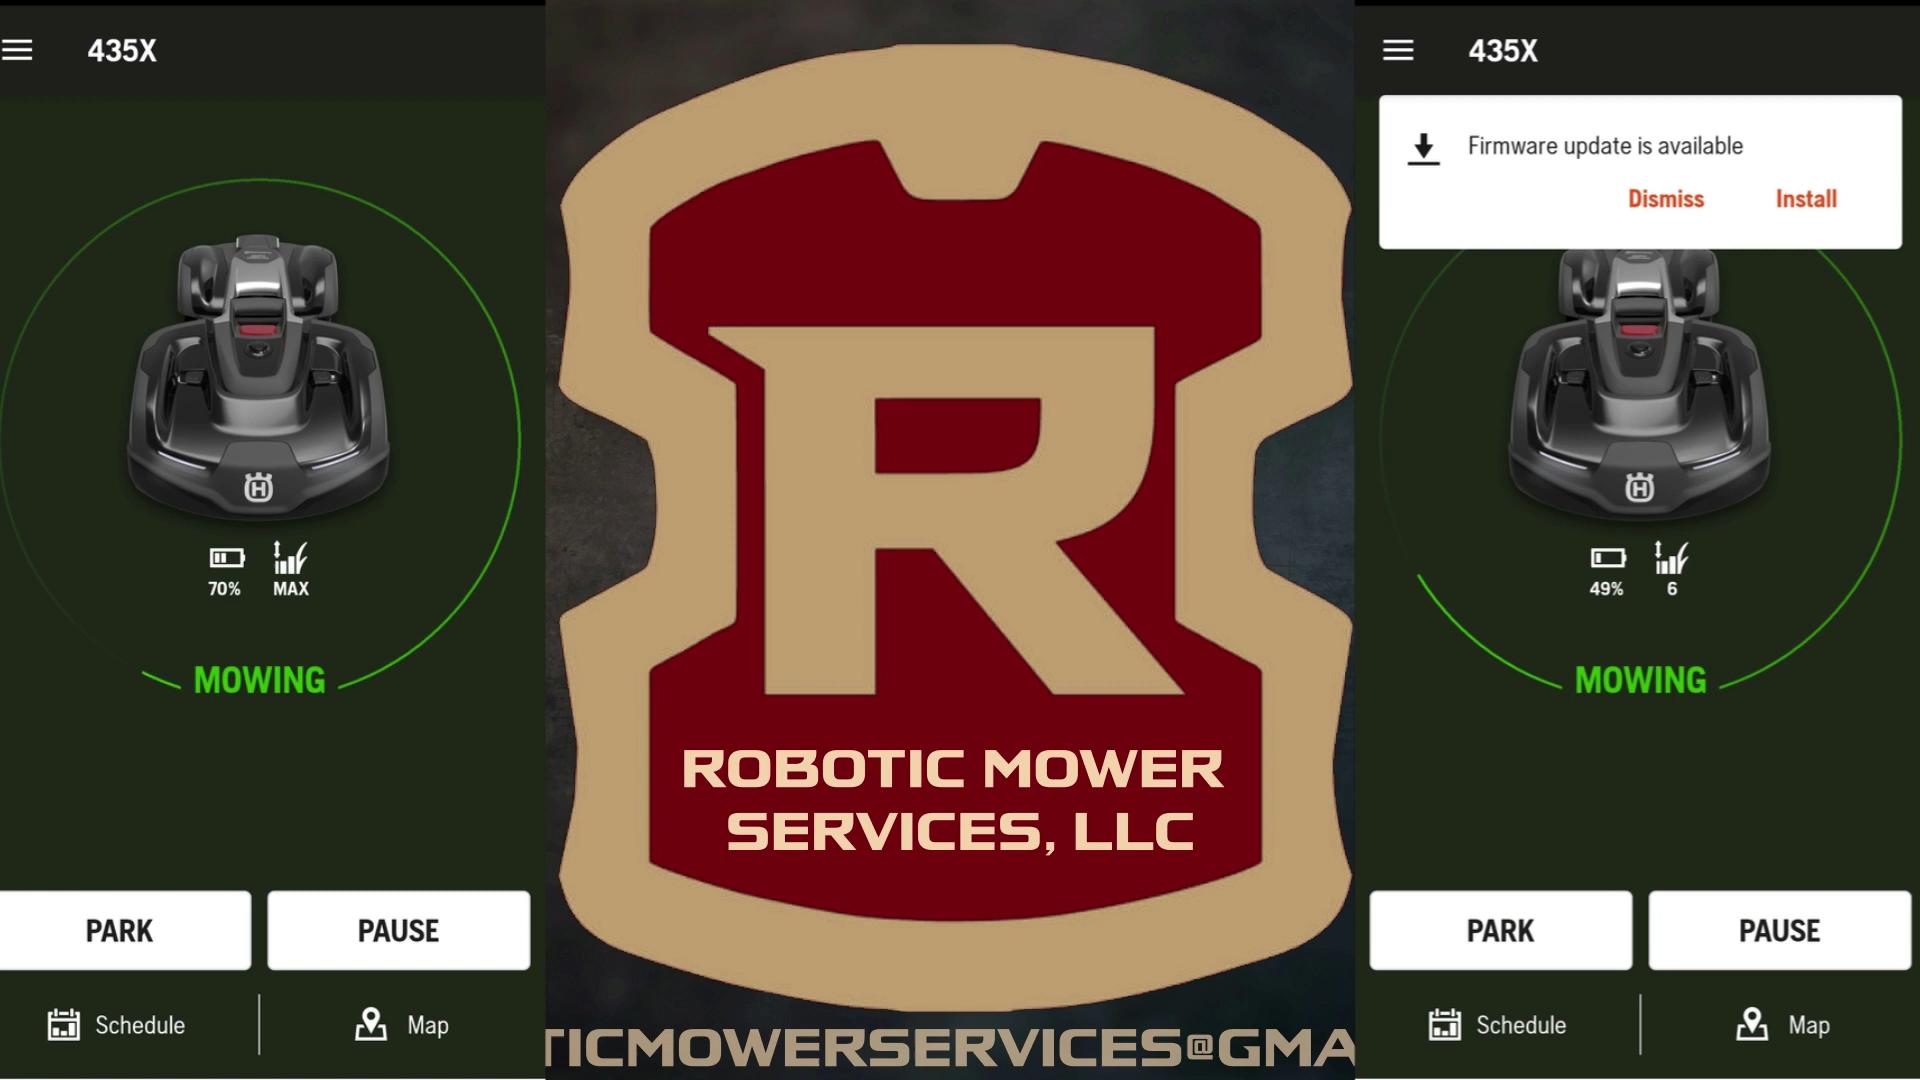 435X
70%
MAX
MOWING
PARK
PAUSE
Schedule
Map
R
ROBOTIC MOWER
SERVICES, LLC
TICMOWERSERVICES@GMA
435X
Firmware update is available
Dismiss
Install
49%
6
MOWING
PARK
PAUSE
Schedule
Map